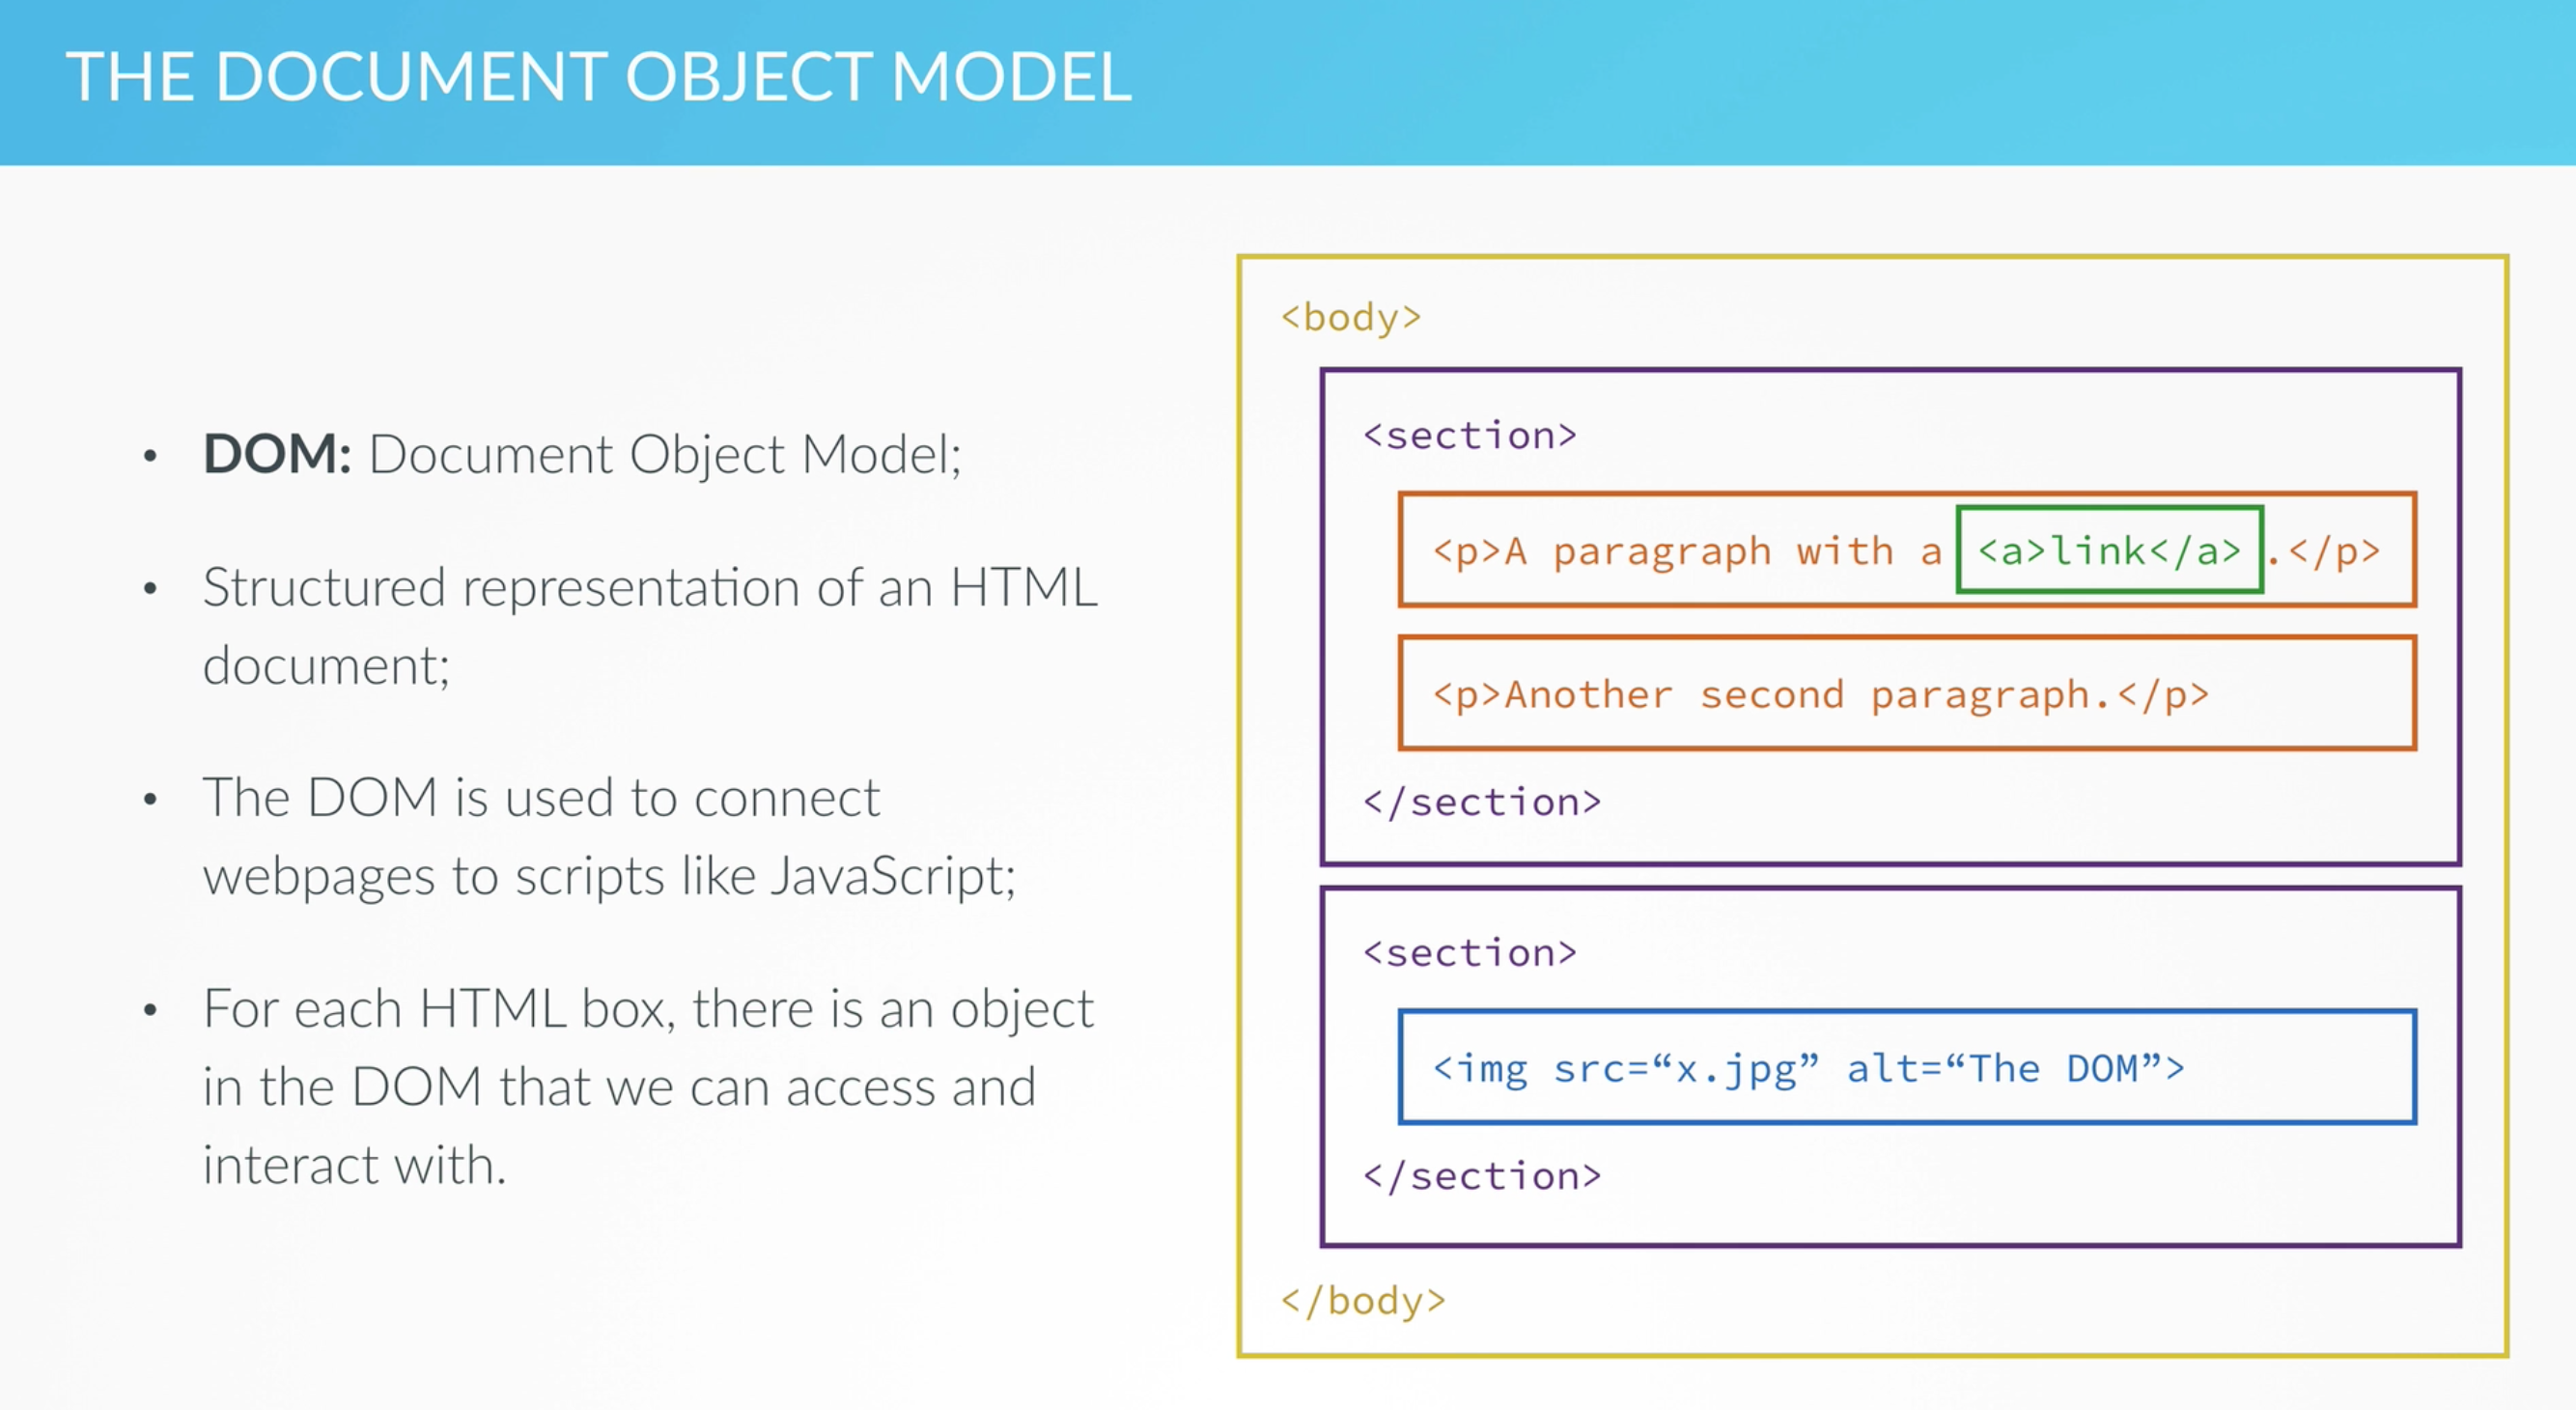 THE DOCUMENT OBJECT MODEL
• DOM: Document Object Model;
• Structured representation of an HTML
document;
• The DOM is used to connect
webpages to scripts like JavaScript;
• For each HTML box, there is an object
in the DOM that we can access and
interact with.
<body>
<section>
<p>A paragraph with a <a>link</a>.</p>
<p>Another second paragraph.</p>
</section>
<section>
<img src=“x.jpg” alt=“The DOM”>
</section>
</body>